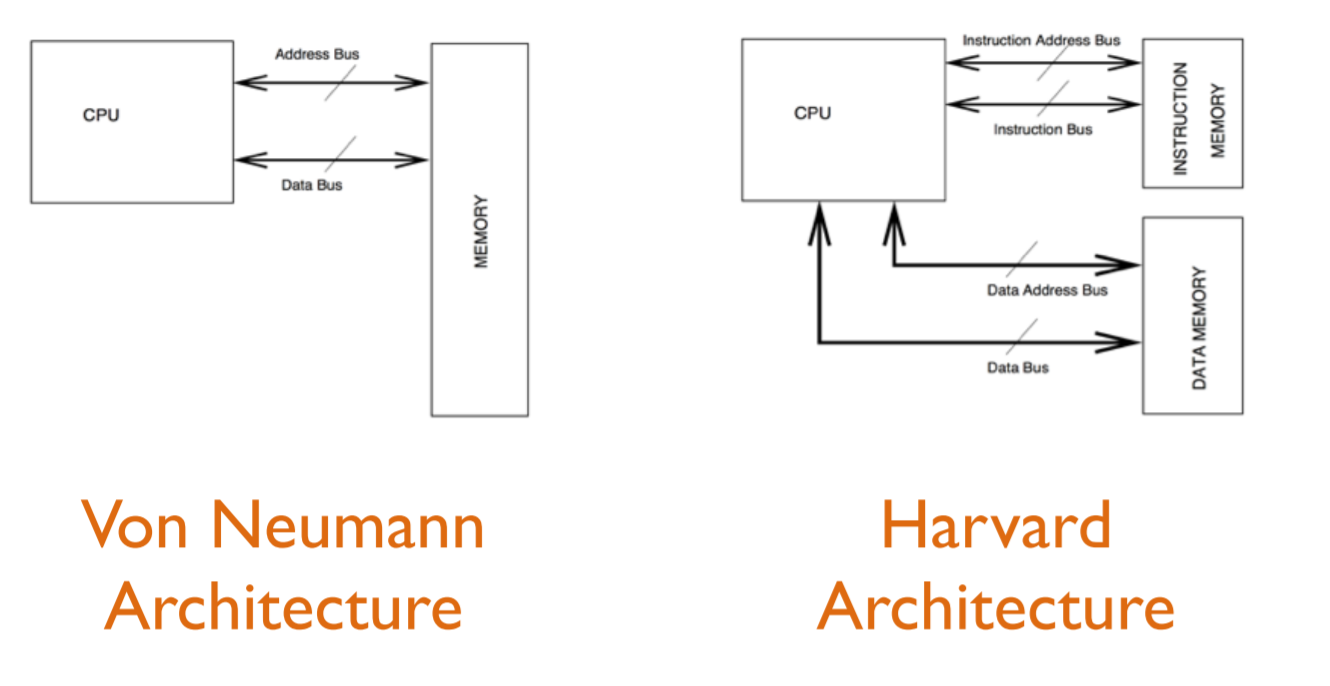 Address Bus
CPU
Data Bus
MEMORY
Von Neumann
Architecture
Instruction Address Bus
CPU
Instruction Bus
INSTRUCTION
MEMORY
Data Address Bus
Data Bus
DATA MEMORY
Harvard
Architecture